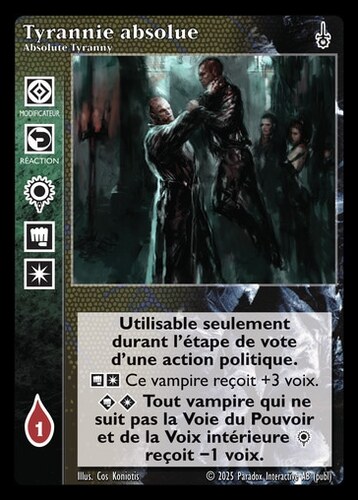 Tyrannie absolue
Absolute Tyranny
MODIFICATEUR
RÉACTION
Utilisable seulement
durant l'étape de vote
d'une action politique.
Ce vampire reçoit +3 voix.
Tout vampire qui ne
suit pas la Voie du Pouvoir
et de la Voix intérieure
reçoit −1 voix.
1
Illus. Cos Koniotis
© 2025 Paradox Interactive AB (publ)